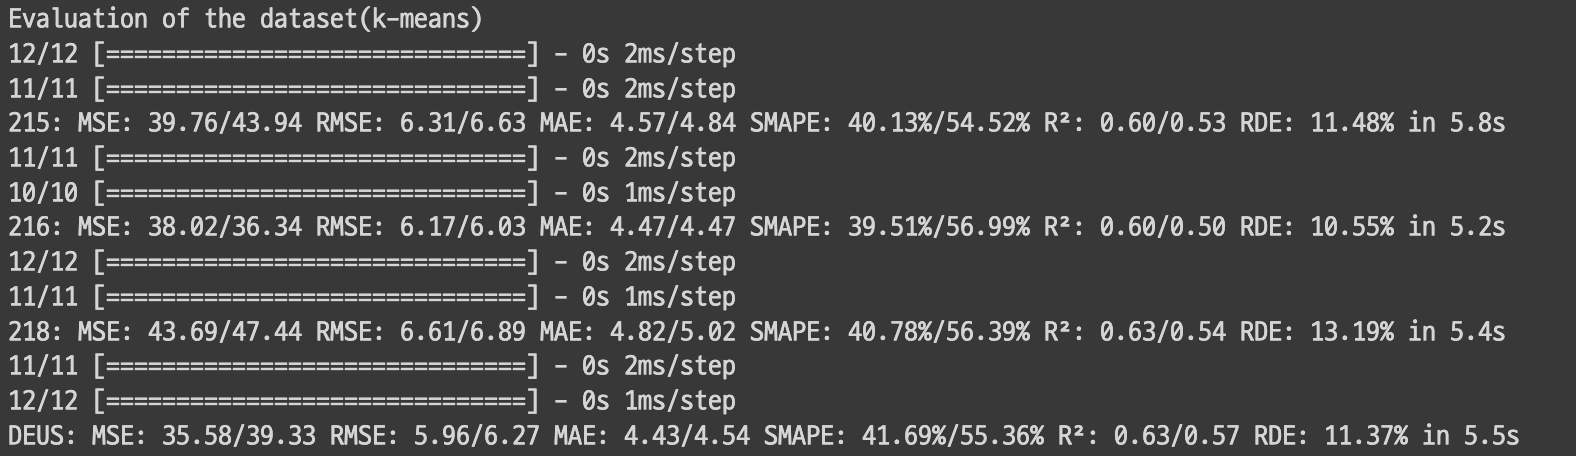 Evaluation of the dataset(k-means)
12/12 [==============================] - 0s 2ms/step
11/11 [==============================] - 0s 2ms/step
215: MSE: 39.76/43.94 RMSE: 6.31/6.63 MAE: 4.57/4.84 SMAPE: 40.13%/54.52% R²: 0.60/0.53 RDE: 11.48% in 5.8s
11/11 [==============================] - 0s 2ms/step
10/10 [==============================] - 0s 1ms/step
216: MSE: 38.02/36.34 RMSE: 6.17/6.03 MAE: 4.47/4.47 SMAPE: 39.51%/56.99% R²: 0.60/0.50 RDE: 10.55% in 5.2s
12/12 [==============================] - 0s 2ms/step
11/11 [==============================] - 0s 1ms/step
218: MSE: 43.69/47.44 RMSE: 6.61/6.89 MAE: 4.82/5.02 SMAPE: 40.78%/56.39% R²: 0.63/0.54 RDE: 13.19% in 5.4s
11/11 [==============================] - 0s 2ms/step
12/12 [==============================] - 0s 1ms/step
DEUS: MSE: 35.58/39.33 RMSE: 5.96/6.27 MAE: 4.43/4.54 SMAPE: 41.69%/55.36% R²: 0.63/0.57 RDE: 11.37% in 5.5s